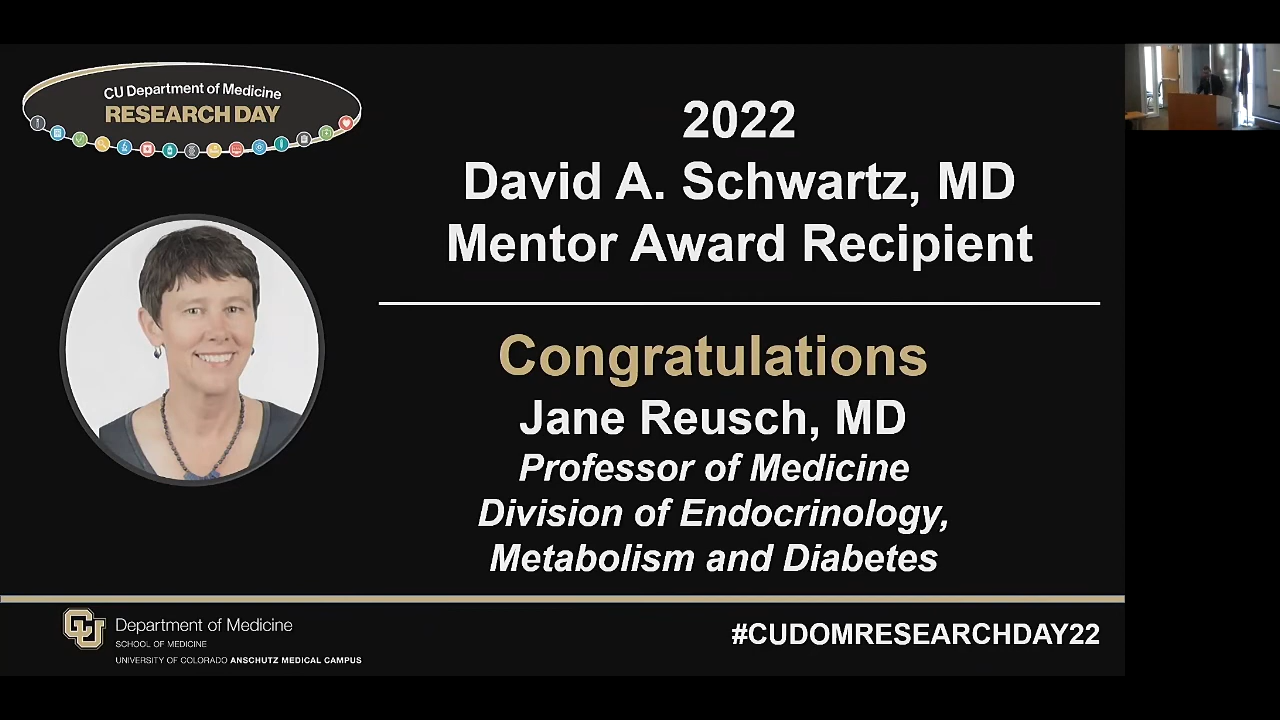 CU Department of Medicine
RESEARCH DAY
2022
David A. Schwartz, MD
Mentor Award Recipient
Congratulations
Jane Reusch, MD
Professor of Medicine
Division of Endocrinology,
Metabolism and Diabetes
CU
Department of Medicine
SCHOOL OF MEDICINE
UNIVERSITY OF COLORADO ANSCHUTZ MEDICAL CAMPUS
#CUDOMRESEARCHDAY22